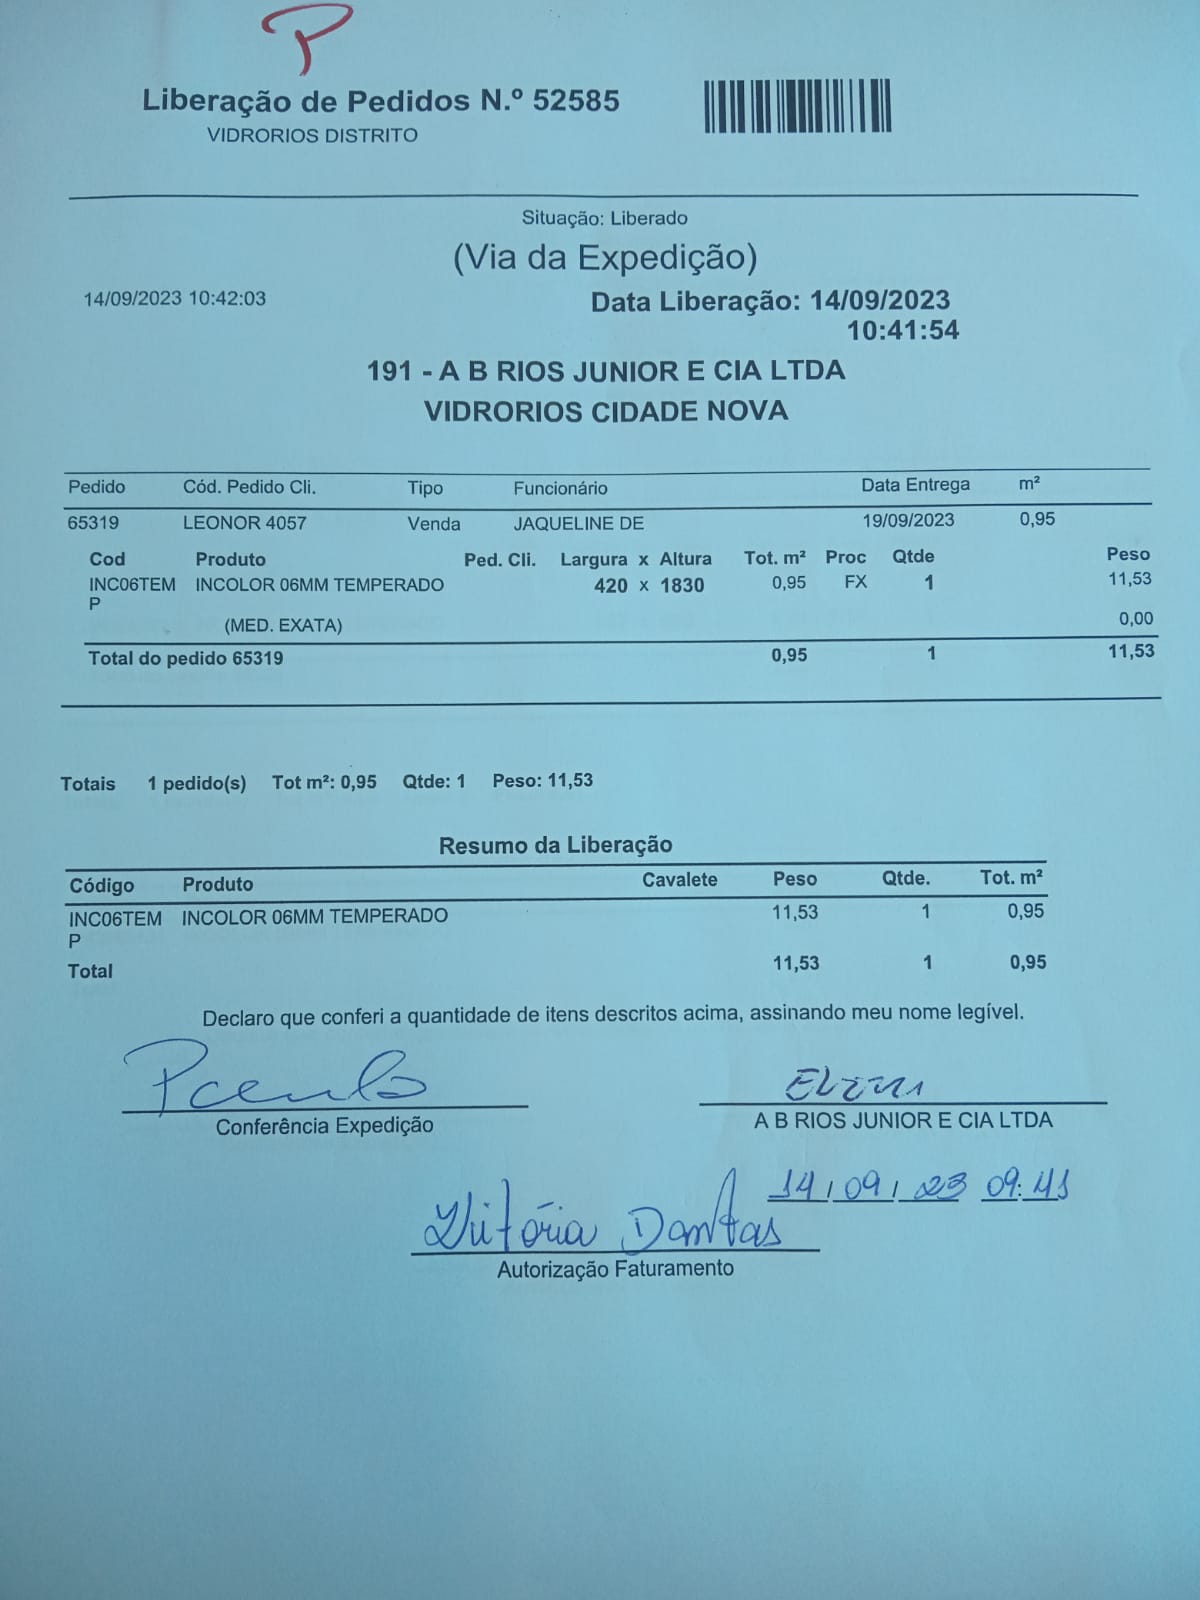 P
Liberação de Pedidos N.º 52585
VIDRORIOS DISTRITO
Situação: Liberado
(Via da Expedição)
14/09/2023 10:42:03 Data Liberação: 14/09/2023
10:41:54
191 - A B RIOS JUNIOR E CIA LTDA
VIDRORIOS CIDADE NOVA
Pedido Cód. Pedido Cli. Tipo Funcionário Data Entrega m²
65319 LEONOR 4057 Venda JAQUELINE DE 19/09/2023 0,95
Cod Produto Ped. Cli. Largura x Altura Tot. m² Proc Qtde Peso
INC06TEM INCOLOR 06MM TEMPERADO 420 x 1830 0,95 FX 1 11,53
P
(MED. EXATA) 0,00
Total do pedido 65319 0,95 1 11,53
Totais 1 pedido(s) Tot m²: 0,95 Qtde: 1 Peso: 11,53
Resumo da Liberação
Código Produto Cavalete Peso Qtde. Tot. m²
INC06TEM INCOLOR 06MM TEMPERADO 11,53 1 0,95
P
Total 11,53 1 0,95
Declaro que conferi a quantidade de itens descritos acima, assinando meu nome legível.
Conferência Expedição A B RIOS JUNIOR E CIA LTDA
14/09/23 09:41
Vitória Dantas
Autorização Faturamento